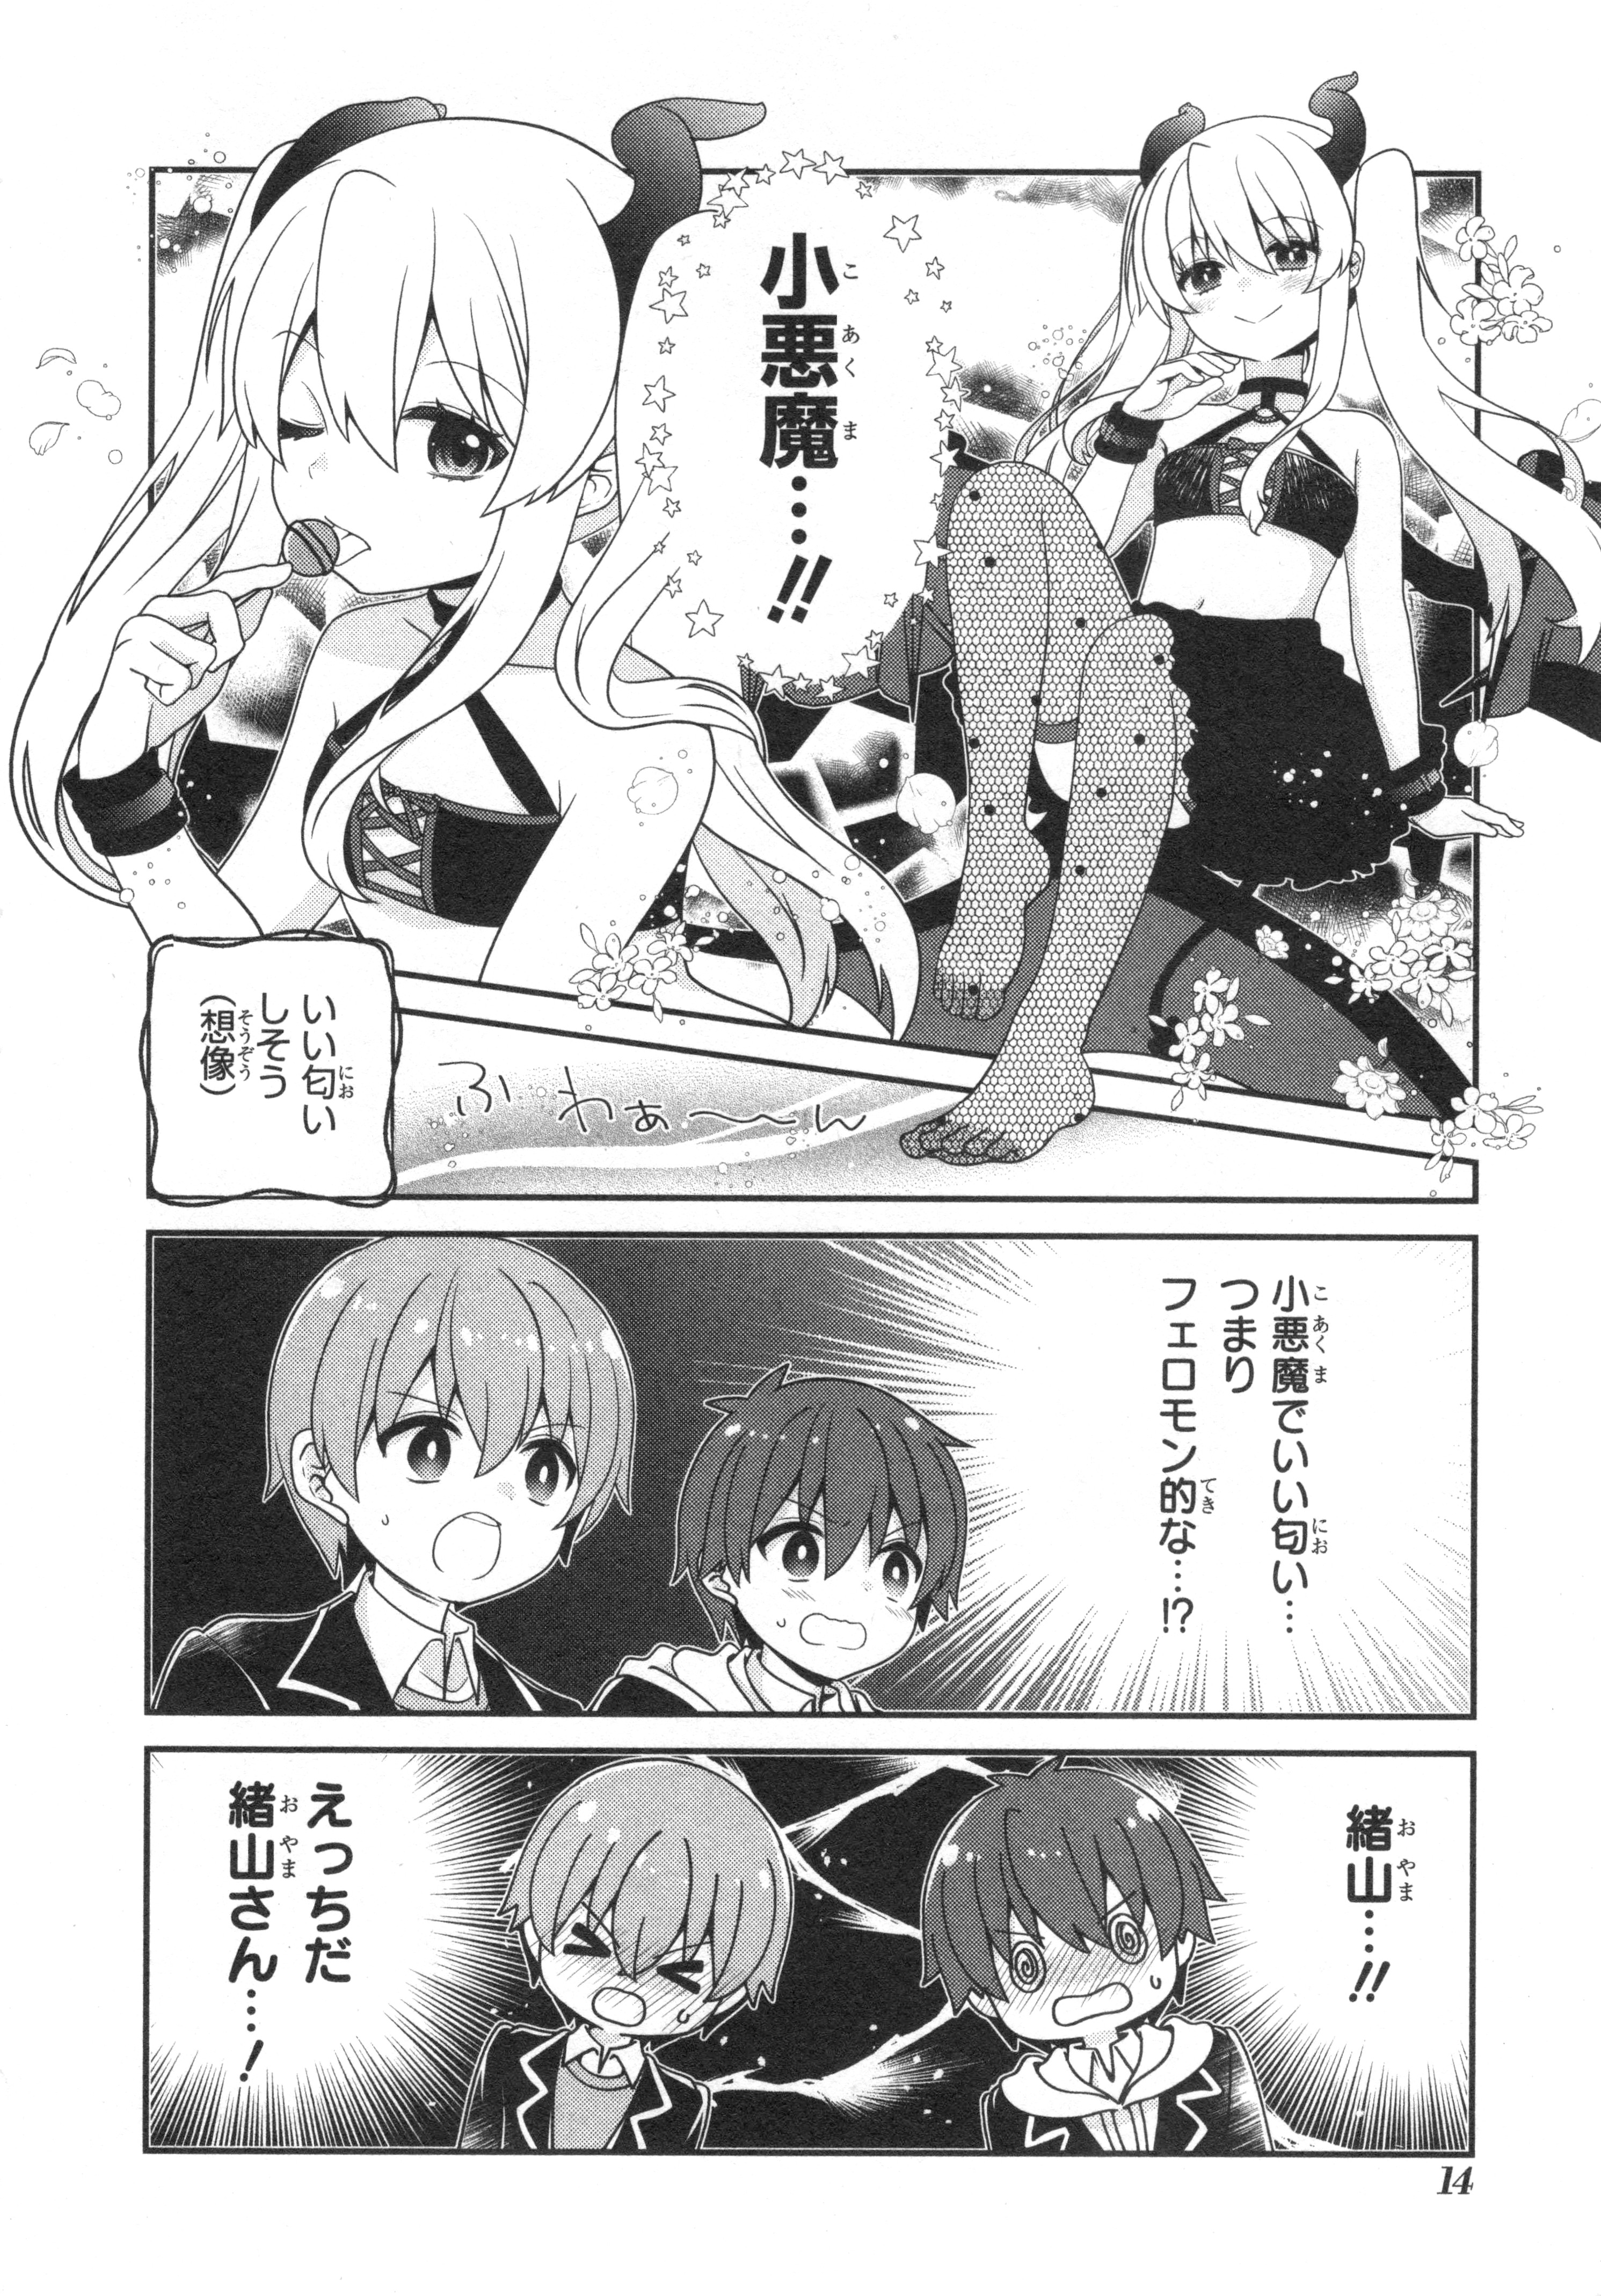 小悪魔…!!
いい匂い
しそう
（想像）
ふわぁ〜〜ん
小悪魔でいい匂い…
つまり
フェロモン的な…!?
緒山…!!
えっちだ
緒山さん…!
14